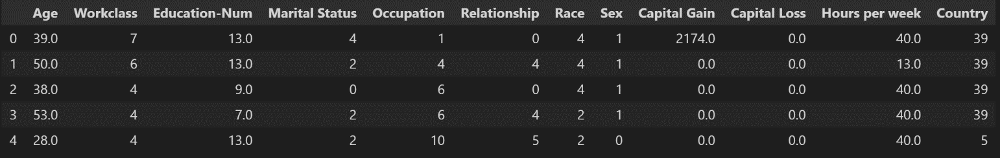 Age Workclass Education-Num Marital Status Occupation Relationship Race Sex Capital Gain Capital Loss Hours per week Country
0 39.0 7 13.0 4 1 0 4 1 2174.0 0.0 40.0 39
1 50.0 6 13.0 2 4 4 4 1 0.0 0.0 13.0 39
2 38.0 4 9.0 0 6 0 4 1 0.0 0.0 40.0 39
3 53.0 4 7.0 2 6 4 2 1 0.0 0.0 40.0 39
4 28.0 4 13.0 2 10 5 2 0 0.0 0.0 40.0 5